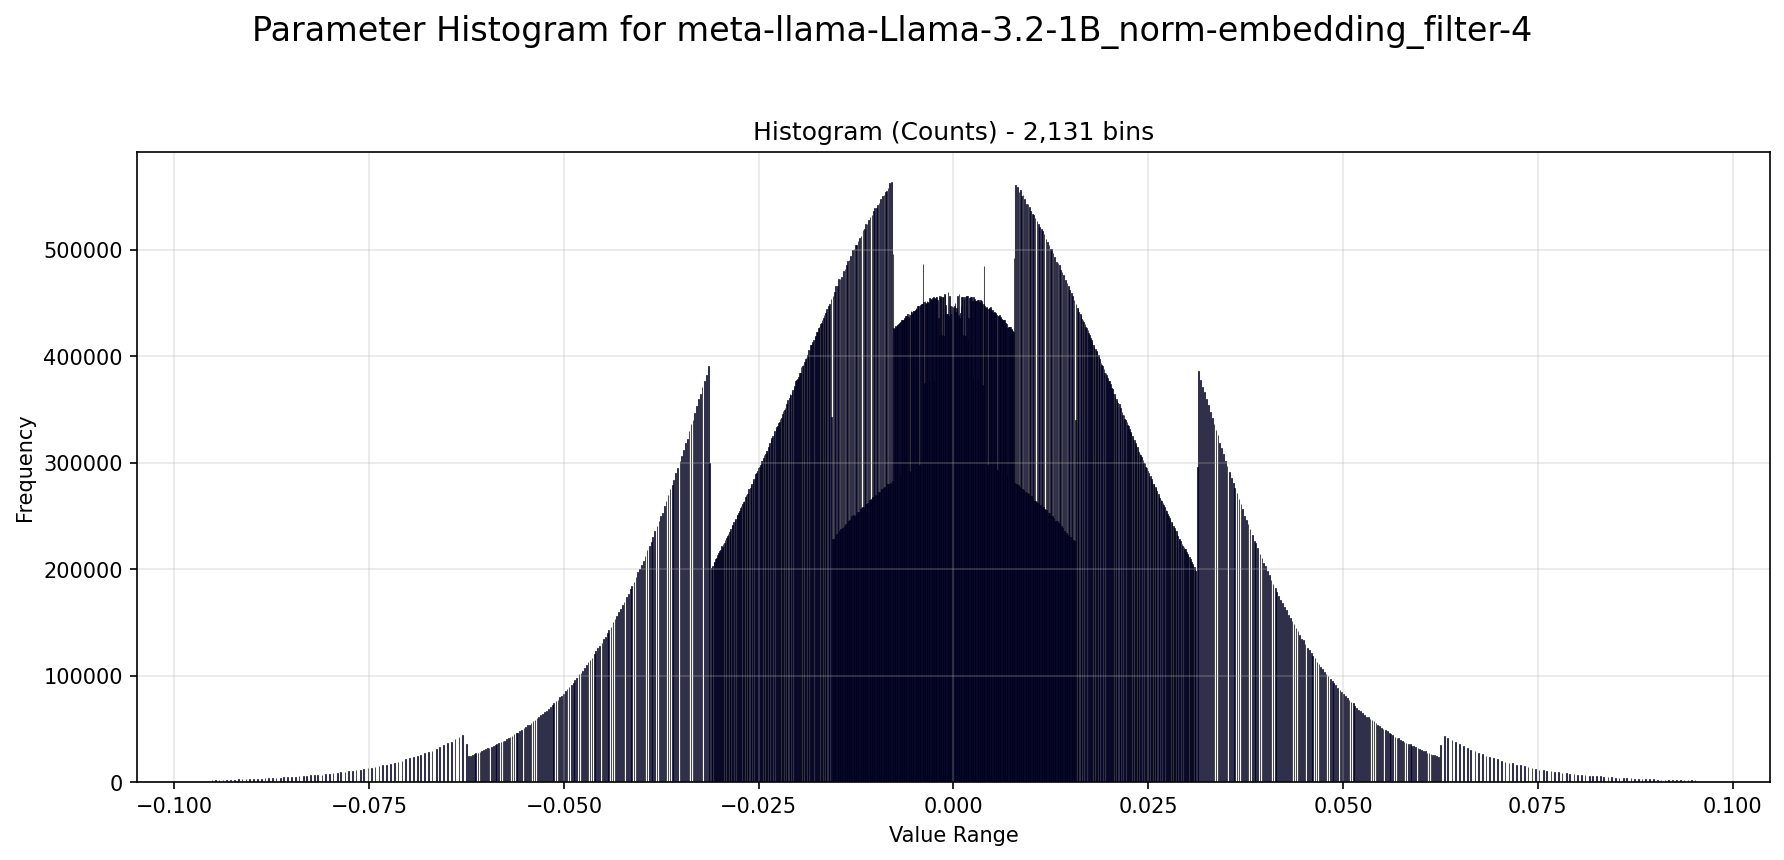 Parameter Histogram for meta-llama-Llama-3.2-1B_norm-embedding_filter-4
Histogram (Counts) - 2,131 bins
500000
400000
300000
200000
100000
0
Frequency
−0.100 −0.075 −0.050 −0.025 0.000 0.025 0.050 0.075 0.100
Value Range